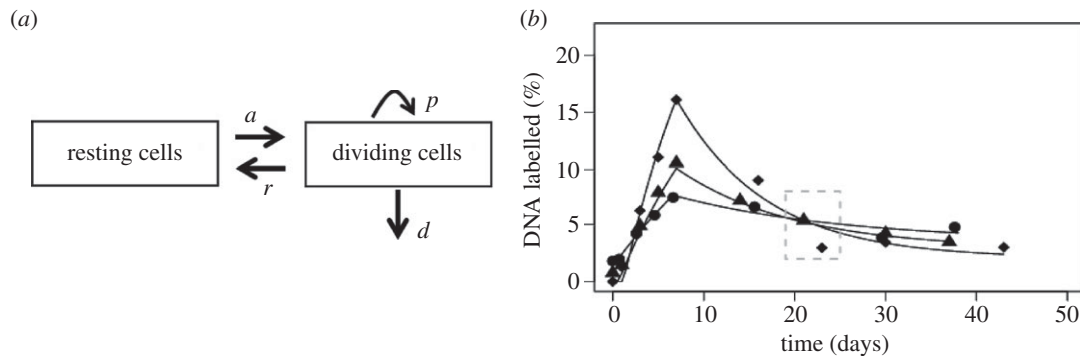 (a)
resting cells
a
r
dividing cells
p
d
(b)
DNA labelled (%)
20
15
10
5
0
0 10 20 30 40 50
time (days)